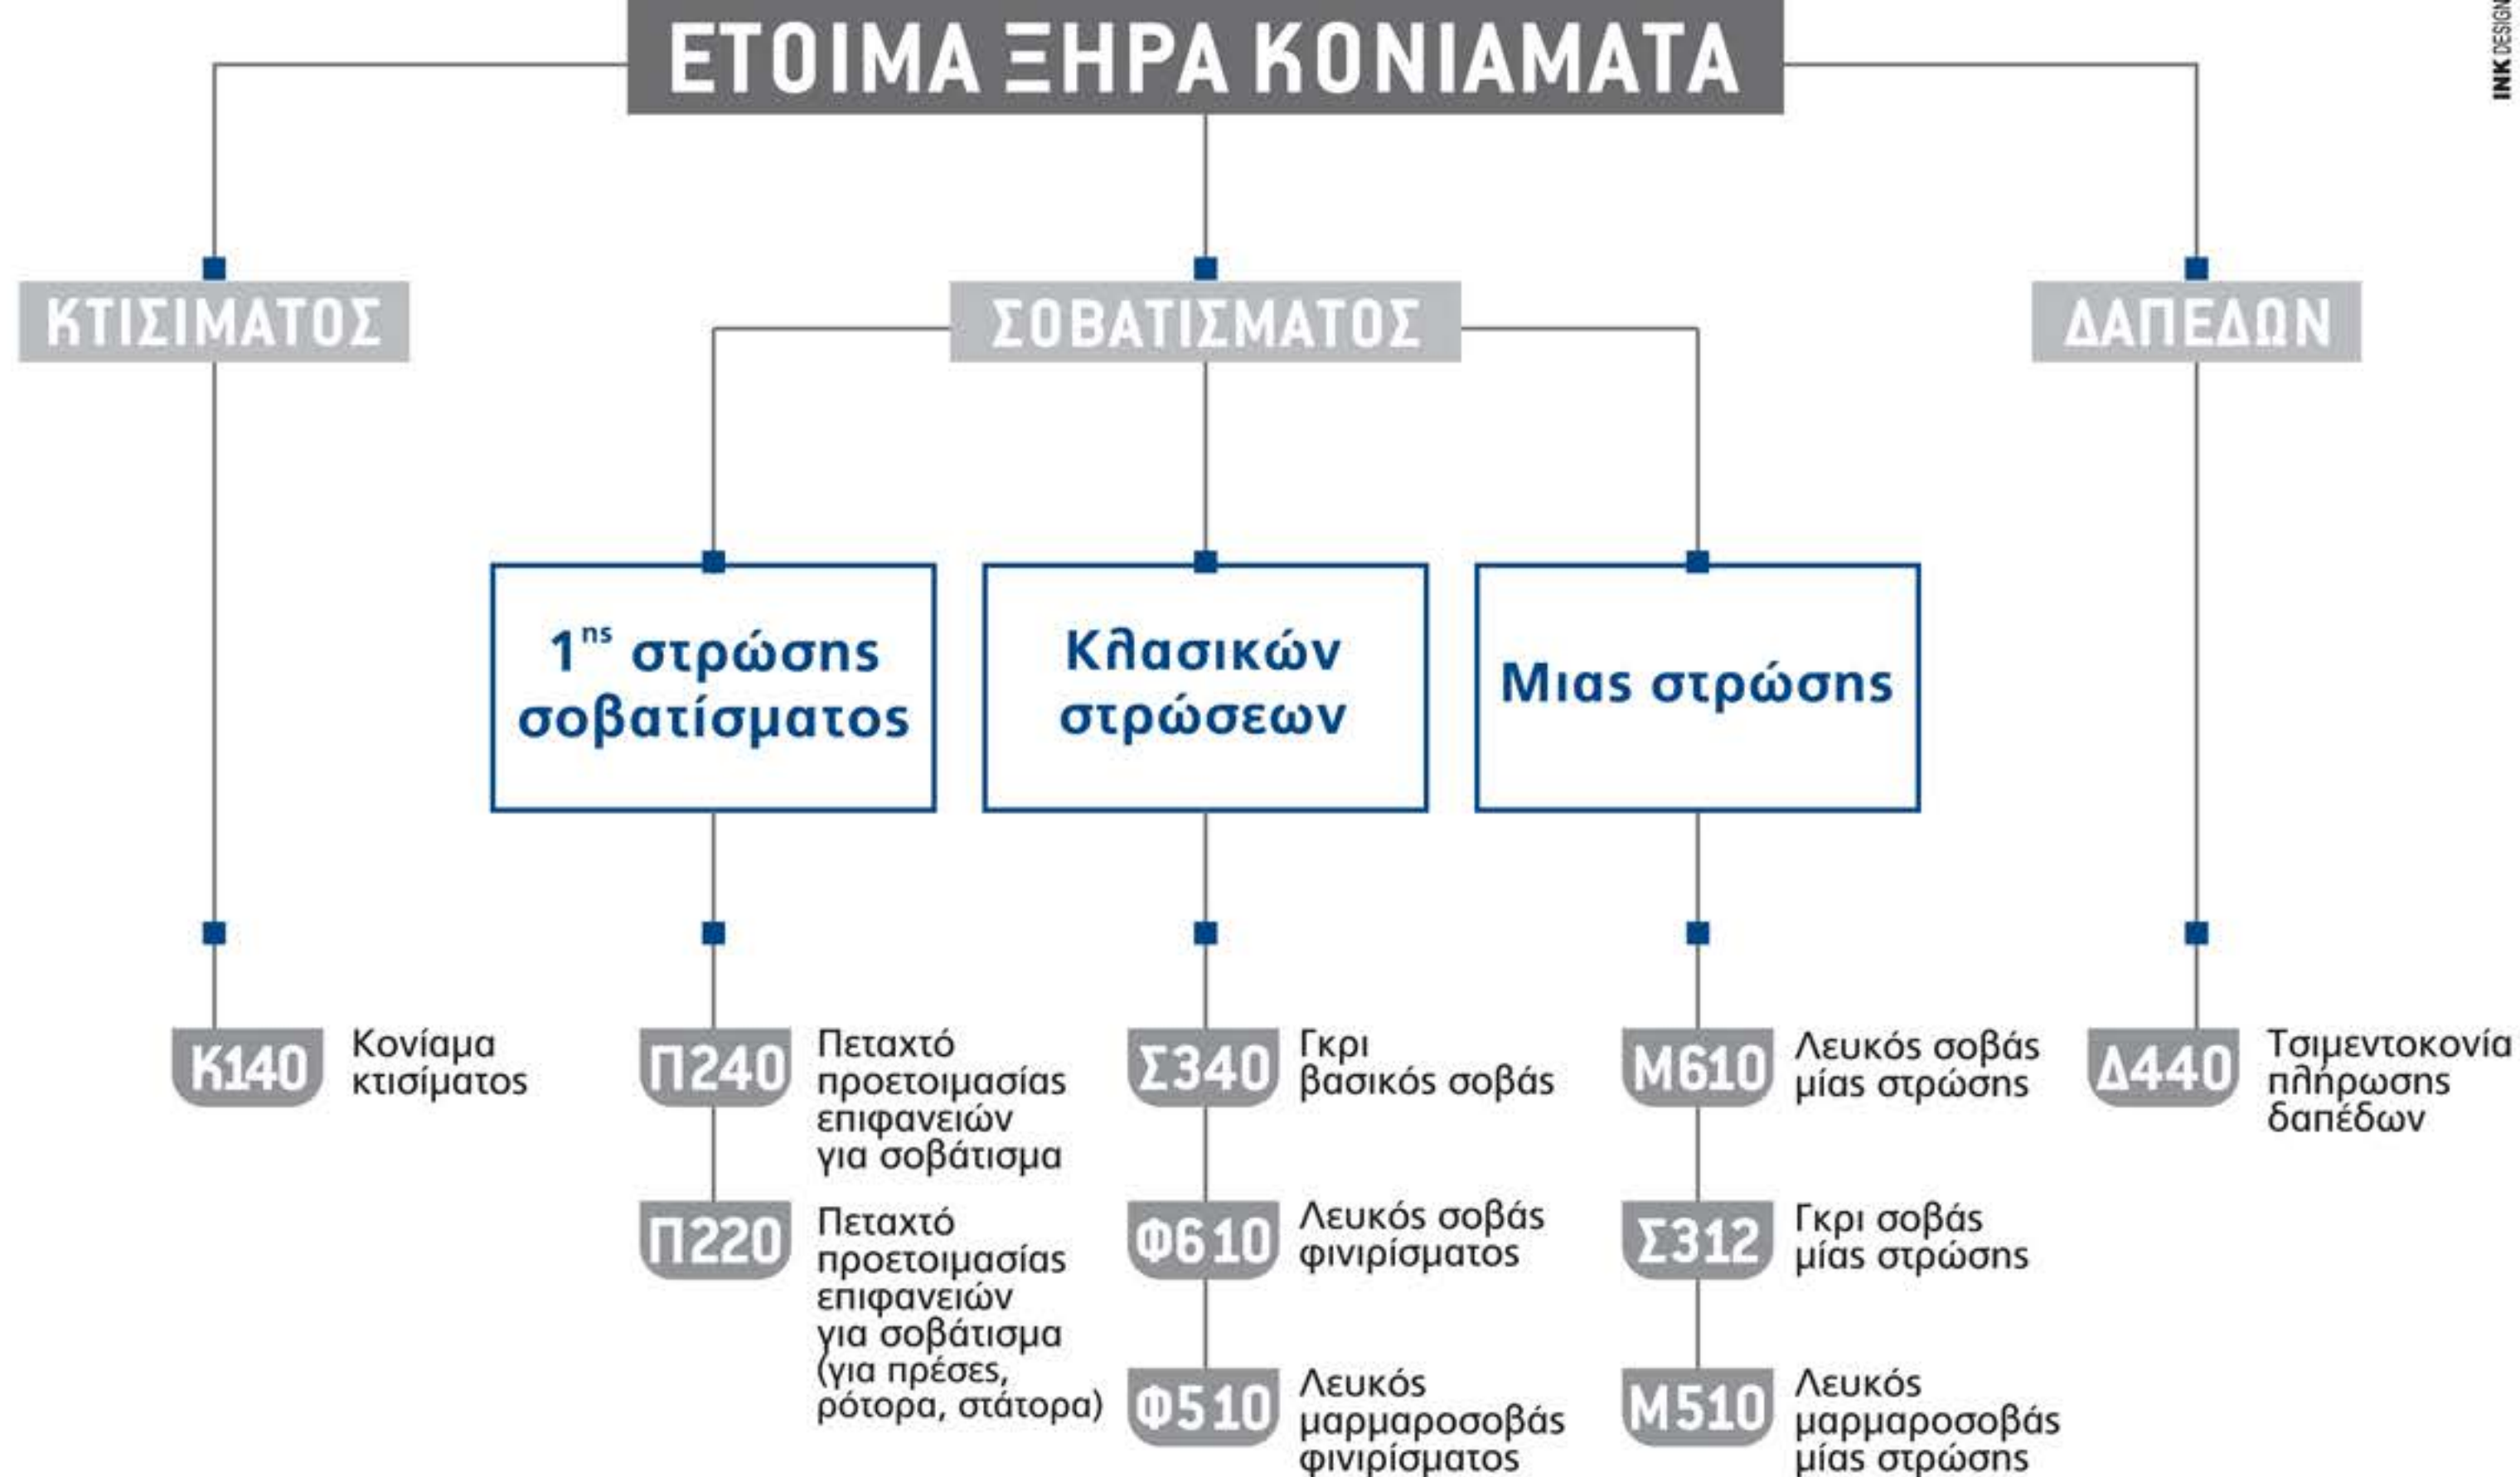 ΕΤΟΙΜΑ ΞΗΡΑ ΚΟΝΙΑΜΑΤΑ
INK DESIGN
ΚΤΙΣΙΜΑΤΟΣ
ΣΟΒΑΤΙΣΜΑΤΟΣ
ΔΑΠΕΔΩΝ
1ης στρώσης
σοβατίσματος
Κλασικών
στρώσεων
Μιας στρώσης
Κ140
Κονίαμα
κτισίματος
Π240
Πεταχτό
προετοιμασίας
επιφανειών
για σοβάτισμα
Π220
Πεταχτό
προετοιμασίας
επιφανειών
για σοβάτισμα
(για πρέσες,
ρότορα, στάτορα)
Σ340
Γκρι
βασικός σοβάς
Φ610
Λευκός σοβάς
φινιρίσματος
Φ510
Λευκός
μαρμαροσοβάς
φινιρίσματος
Μ610
Λευκός σοβάς
μίας στρώσης
Σ312
Γκρι σοβάς
μίας στρώσης
Μ510
Λευκός
μαρμαροσοβάς
μίας στρώσης
Δ440
Τσιμεντοκονία
πλήρωσης
δαπέδων